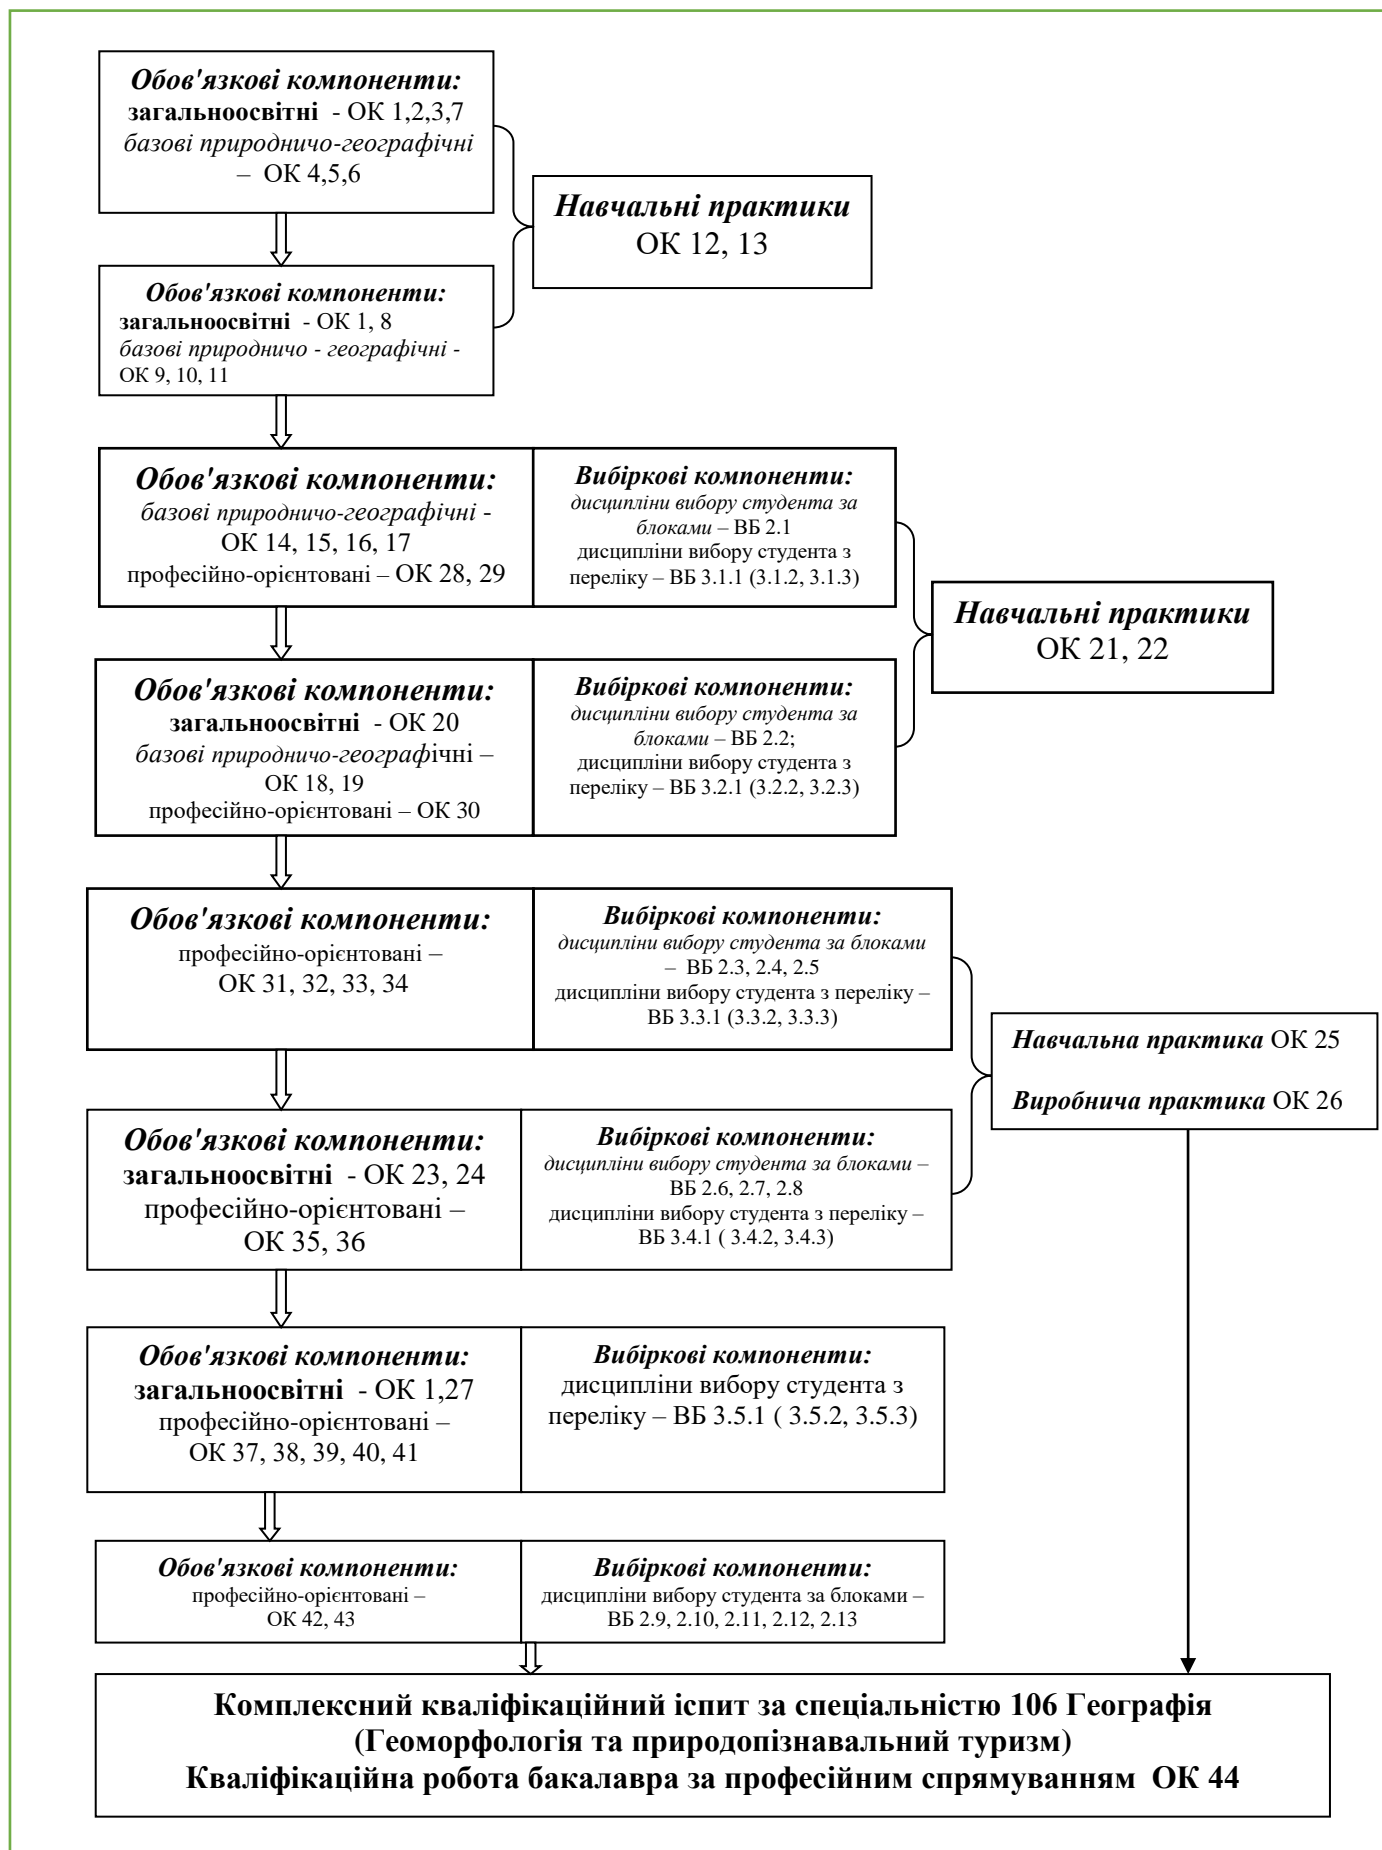 Обов'язкові компоненти:
загальноосвітні - ОК 1,2,3,7
базові природничо-географічні
– ОК 4,5,6
Навчальні практики
ОК 12, 13
Обов'язкові компоненти:
загальноосвітні - ОК 1, 8
базові природничо - географічні -
ОК 9, 10, 11
Обов'язкові компоненти:
базові природничо-географічні -
ОК 14, 15, 16, 17
професійно-орієнтовані – ОК 28, 29
Вибіркові компоненти:
дисципліни вибору студента за
блоками – ВБ 2.1
дисципліни вибору студента з
переліку – ВБ 3.1.1 (3.1.2, 3.1.3)
Навчальні практики
ОК 21, 22
Обов'язкові компоненти:
загальноосвітні - ОК 20
базові природничо-географічні –
ОК 18, 19
професійно-орієнтовані – ОК 30
Вибіркові компоненти:
дисципліни вибору студента за
блоками – ВБ 2.2;
дисципліни вибору студента з
переліку – ВБ 3.2.1 (3.2.2, 3.2.3)
Обов'язкові компоненти:
професійно-орієнтовані –
ОК 31, 32, 33, 34
Вибіркові компоненти:
дисципліни вибору студента за блоками
– ВБ 2.3, 2.4, 2.5
дисципліни вибору студента з переліку –
ВБ 3.3.1 (3.3.2, 3.3.3)
Навчальна практика ОК 25
Виробнича практика ОК 26
Обов'язкові компоненти:
загальноосвітні - ОК 23, 24
професійно-орієнтовані –
ОК 35, 36
Вибіркові компоненти:
дисципліни вибору студента за блоками –
ВБ 2.6, 2.7, 2.8
дисципліни вибору студента з переліку –
ВБ 3.4.1 ( 3.4.2, 3.4.3)
Обов'язкові компоненти:
загальноосвітні - ОК 1,27
професійно-орієнтовані –
ОК 37, 38, 39, 40, 41
Вибіркові компоненти:
дисципліни вибору студента з
переліку – ВБ 3.5.1 ( 3.5.2, 3.5.3)
Обов'язкові компоненти:
професійно-орієнтовані –
ОК 42, 43
Вибіркові компоненти:
дисципліни вибору студента за блоками –
ВБ 2.9, 2.10, 2.11, 2.12, 2.13
Комплексний кваліфікаційний іспит за спеціальністю 106 Географія
(Геоморфологія та природопізнавальний туризм)
Кваліфікаційна робота бакалавра за професійним спрямуванням ОК 44